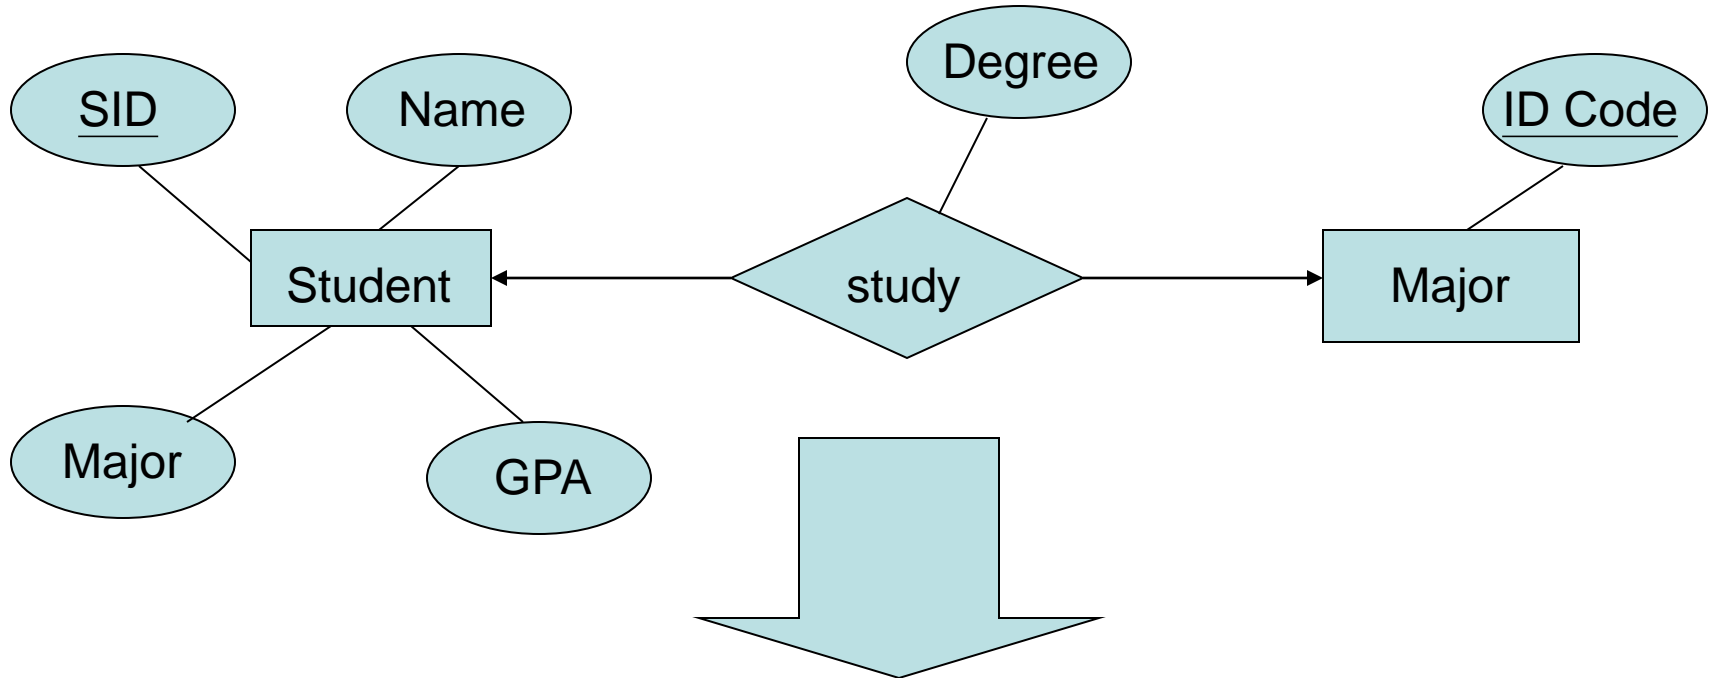 Degree
SID
Name
ID Code
Student
study
Major
Major
GPA